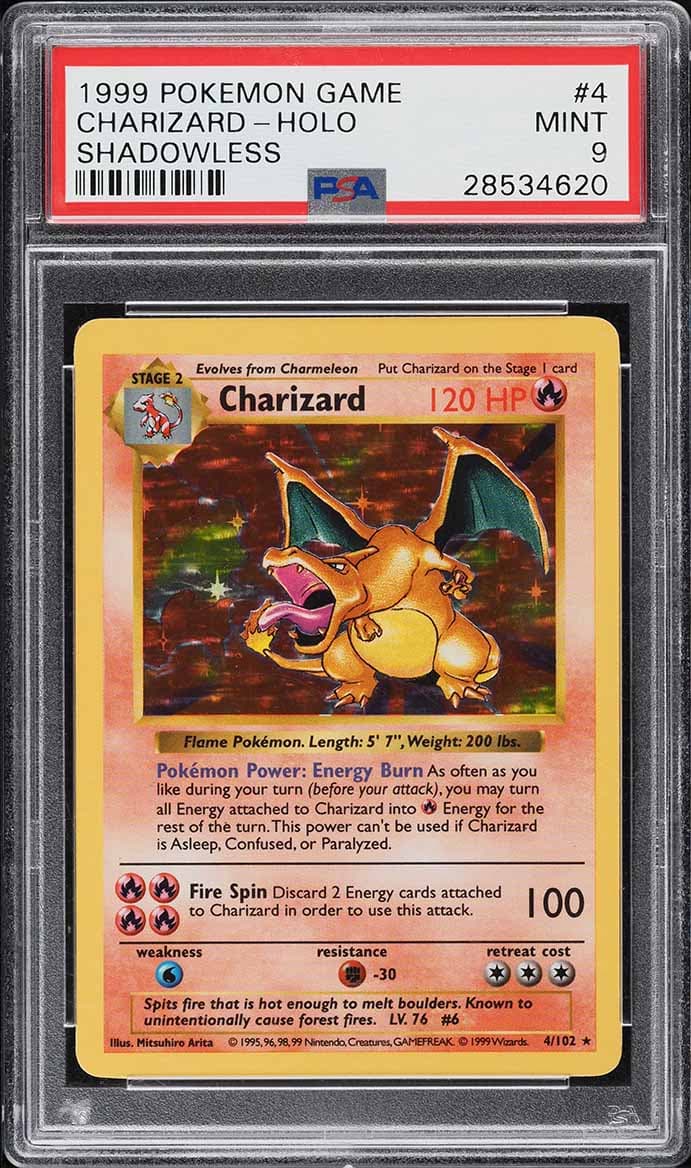 1999 POKEMON GAME #4
CHARIZARD – HOLO MINT
SHADOWLESS 9
PSA 28534620
STAGE 2
Evolves from Charmeleon Put Charizard on the Stage 1 card
Charizard 120 HP
Flame Pokémon. Length: 5' 7", Weight: 200 lbs.
Pokémon Power: Energy Burn As often as you
like during your turn (before your attack), you may turn
all Energy attached to Charizard into Energy for the
rest of the turn. This power can't be used if Charizard
is Asleep, Confused, or Paralyzed.
Fire Spin Discard 2 Energy cards attached
to Charizard in order to use this attack. 100
weakness resistance retreat cost
-30
Spits fire that is hot enough to melt boulders. Known to
unintentionally cause forest fires. LV. 76 #6
Illus. Mitsuhiro Arita © 1995, 96, 98, 99 Nintendo, Creatures, GAMEFREAK. © 1999 Wizards. 4/102 ★
PSA